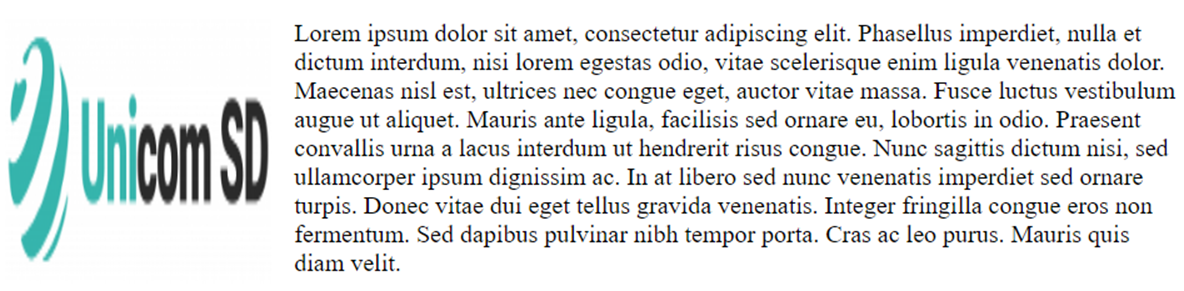 Unicom SD
Lorem ipsum dolor sit amet, consectetur adipiscing elit. Phasellus imperdiet, nulla et
dictum interdum, nisi lorem egestas odio, vitae scelerisque enim ligula venenatis dolor.
Maecenas nisl est, ultrices nec congue eget, auctor vitae massa. Fusce luctus vestibulum
augue ut aliquet. Mauris ante ligula, facilisis sed ornare eu, lobortis in odio. Praesent
convallis urna a lacus interdum ut hendrerit risus congue. Nunc sagittis dictum nisi, sed
ullamcorper ipsum dignissim ac. In at libero sed nunc venenatis imperdiet sed ornare
turpis. Donec vitae dui eget tellus gravida venenatis. Integer fringilla congue eros non
fermentum. Sed dapibus pulvinar nibh tempor porta. Cras ac leo purus. Mauris quis
diam velit.